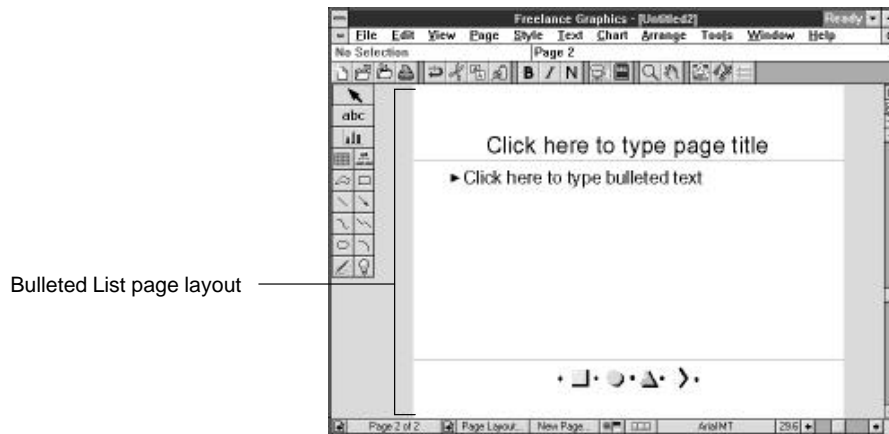 Freelance Graphics - [Untitled2]
Ready
File Edit View Page Style Text Chart Arrange Tools Window Help
No Selection Page 2
B I N
abc
Click here to type page title
Click here to type bulleted text
Bulleted List page layout
Page 2 of 2 Page Layout... New Page... Arial MT 29.6